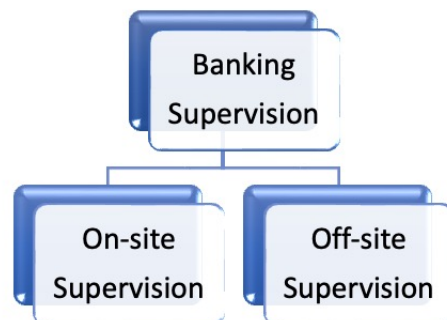 Banking
Supervision
On-site
Supervision
Off-site
Supervision